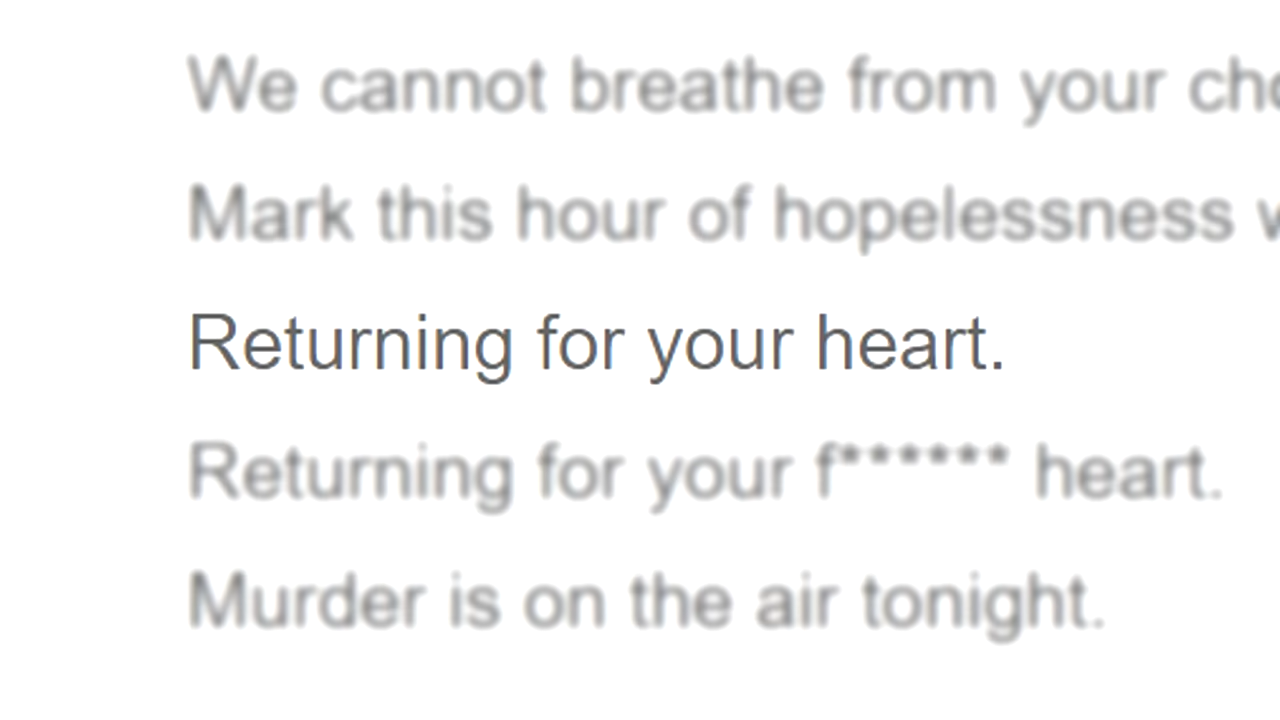 We cannot breathe from your
Mark this hour of hopelessness
Returning for your heart.
Returning for your f****** heart.
Murder is on the air tonight.